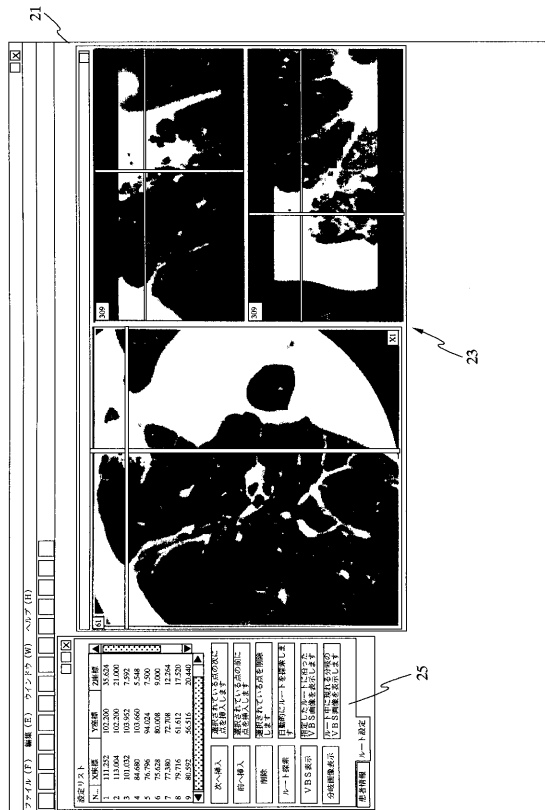 21
ファイル (F) 編集 (E) ウインドウ (W) ヘルプ (H)
X
X
設定リスト
N... X座標 Y座標 Z座標
1 111.252 102.200 35.624
2 113.004 102.200 21.000
3 101.032 103.952 7.592
4 84.680 103.660 5.548
5 76.796 94.024 7.500
6 75.628 80.008 9.000
7 77.380 72.708 12.264
8 79.716 61.612 17.520
9 80.592 56.516 20.440
次へ挿入 選択されている点の次に
点を挿入します
前へ挿入 選択されている点の前に
点を挿入します
削除 選択されている点を削除
します
ルート探索 自動的にルートを探索しま
す
VBS表示 指定したルートに沿った
VBS画像を表示します
分岐画像表示 ルート中に現れる分岐の
VBS画像を表示します
患者情報 ルート設定
25
61
X1
309
309
23